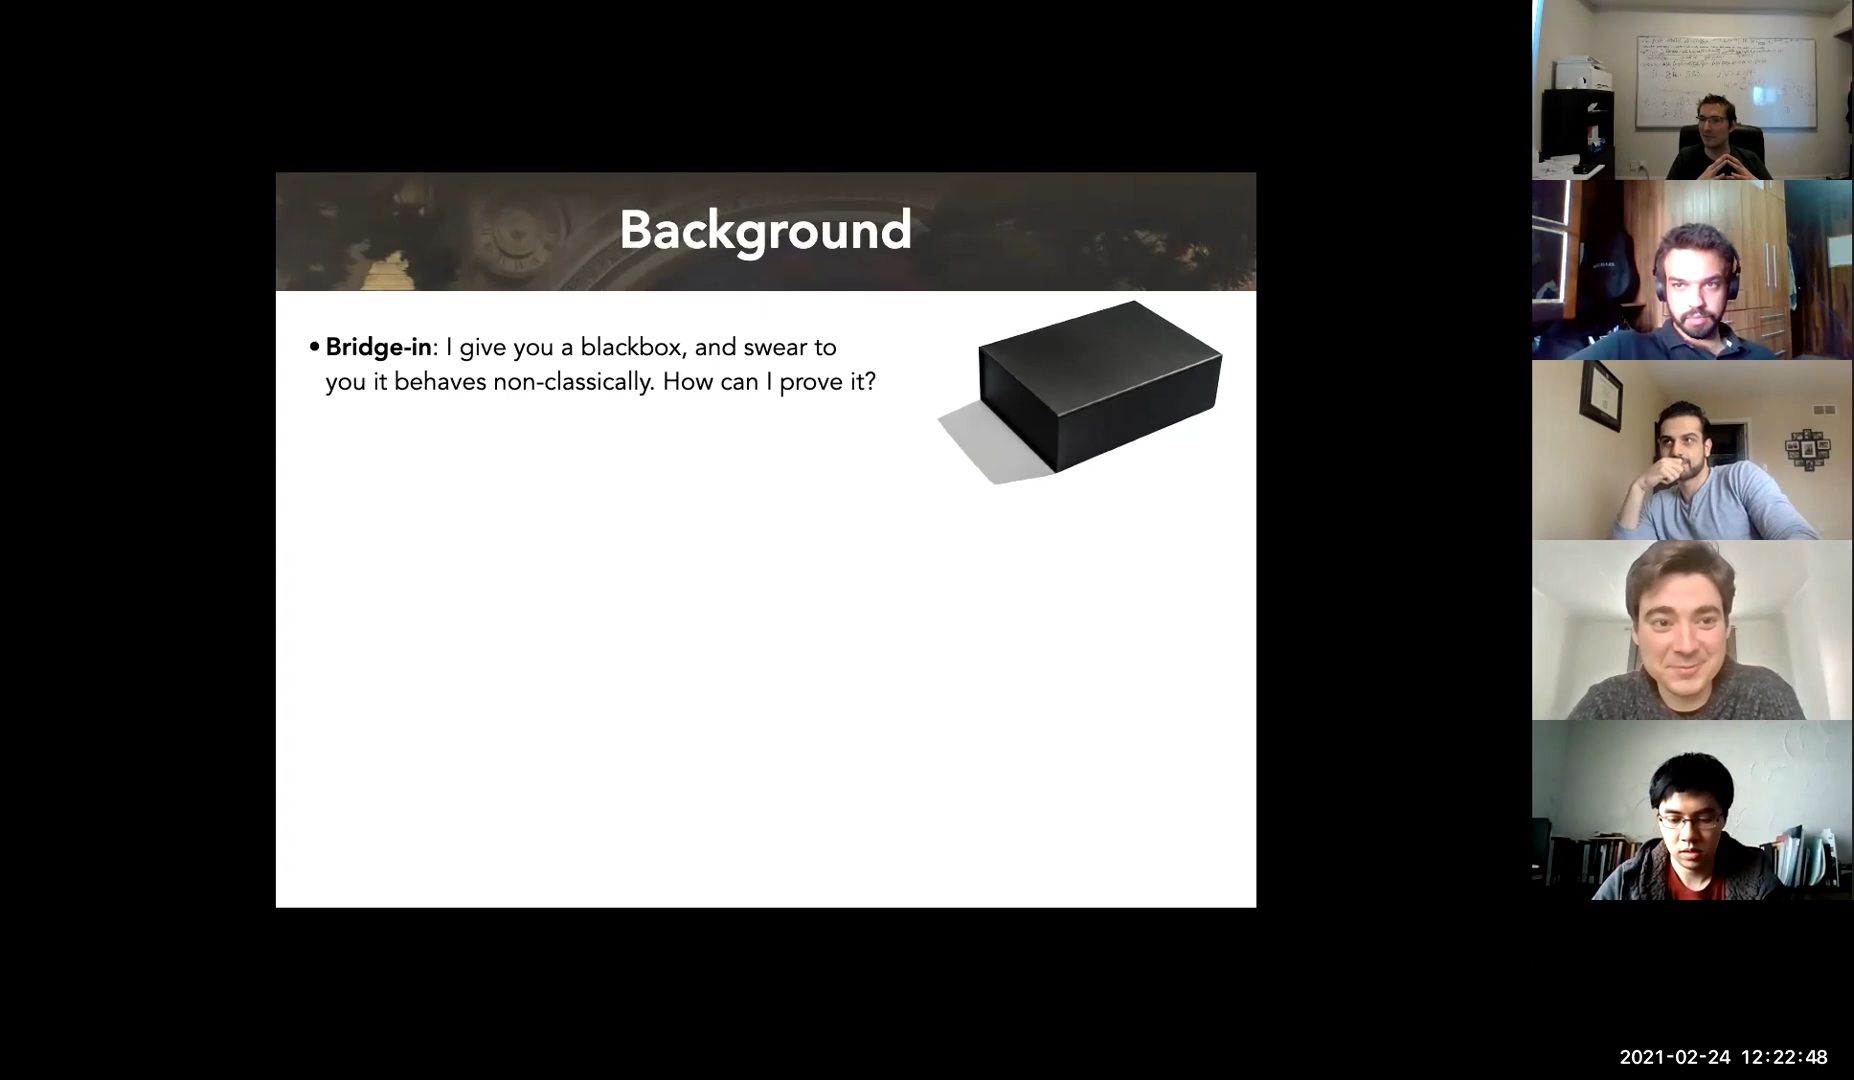 Background
• Bridge-in: I give you a blackbox, and swear to
you it behaves non-classically. How can I prove it?
2021-02-24 12:22:48